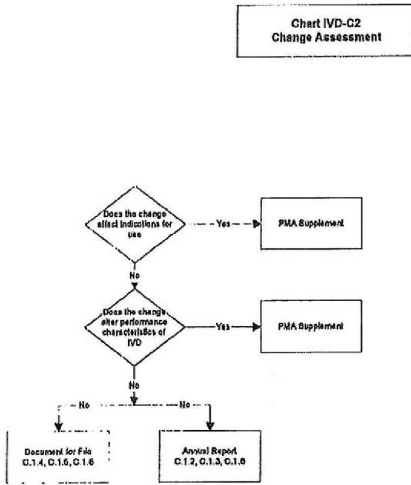 Chart IVD-C2
Change Assessment
Does the change
affect indications for
use
Yes
PMA Supplement
No
Does the change
alter performance
characteristics of
IVD
Yes
PMA Supplement
No
No
No
Document for File
C.1.4, C.1.5, C.1.6
Annual Report
C.1.2, C.1.3, C.1.6